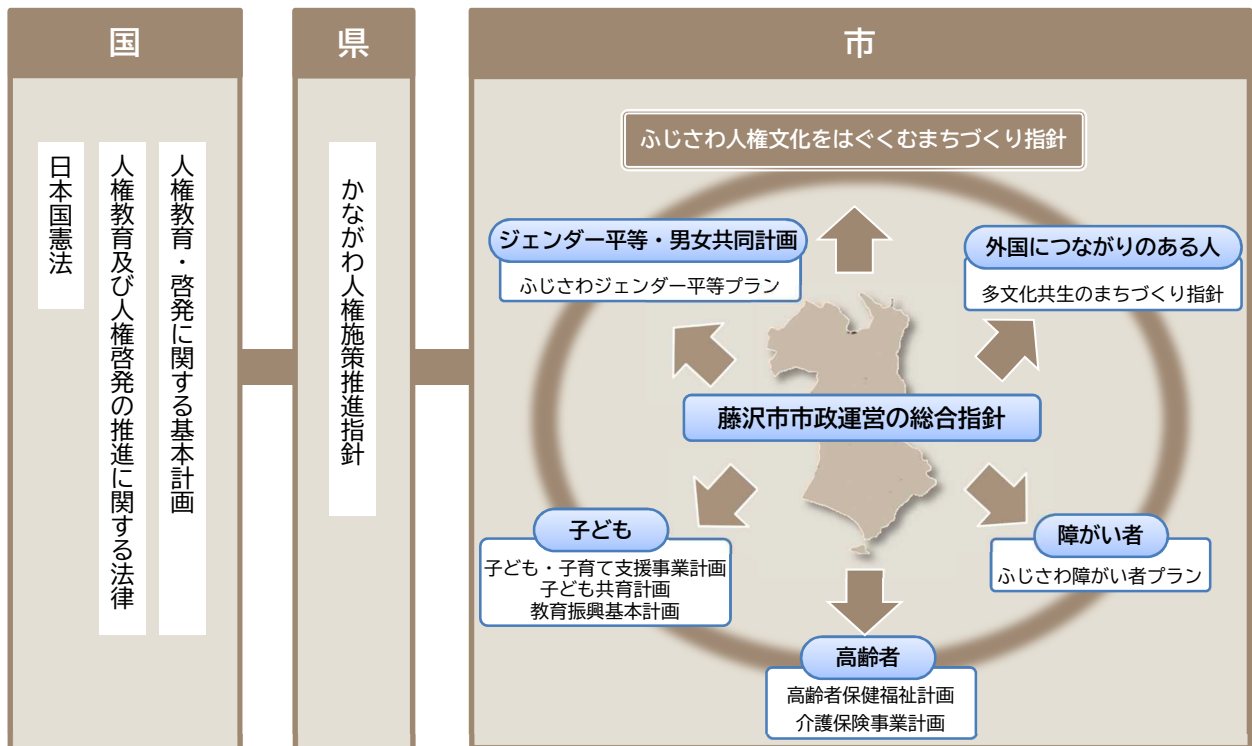 国
日本国憲法
人権教育及び人権啓発の推進に関する法律
人権教育・啓発に関する基本計画
県
かながわ人権施策推進指針
市
ふじさわ人権文化をはぐくむまちづくり指針
ジェンダー平等・男女共同計画
ふじさわジェンダー平等プラン
外国につながりのある人
多文化共生のまちづくり指針
藤沢市市政運営の総合指針
子ども
子ども・子育て支援事業計画
子ども共育計画
教育振興基本計画
障がい者
ふじさわ障がい者プラン
高齢者
高齢者保健福祉計画
介護保険事業計画